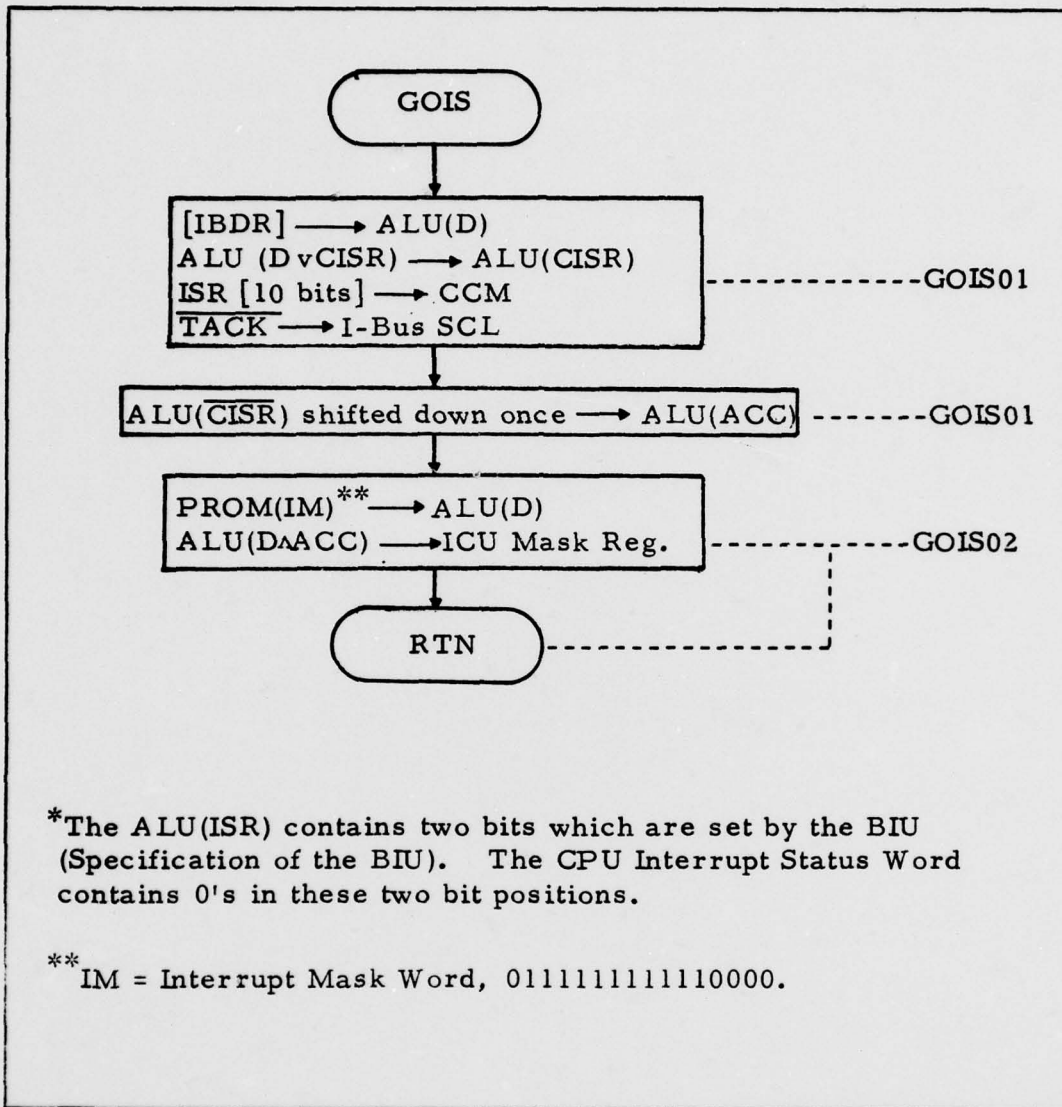 GOIS
[IBDR] → ALU(D)
ALU (DvCISR) → ALU(CISR)
ISR [10 bits] → CCM
T̅A̅C̅K̅ → I-Bus SCL
GOIS01
ALU(C̅I̅S̅R̅) shifted down once → ALU(ACC)
GOIS01
PROM(IM)** → ALU(D)
ALU(D∧ACC) → ICU Mask Reg.
GOIS02
RTN
*The ALU(ISR) contains two bits which are set by the BIU
(Specification of the BIU). The CPU Interrupt Status Word
contains 0's in these two bit positions.
**IM = Interrupt Mask Word, 0111111111110000.